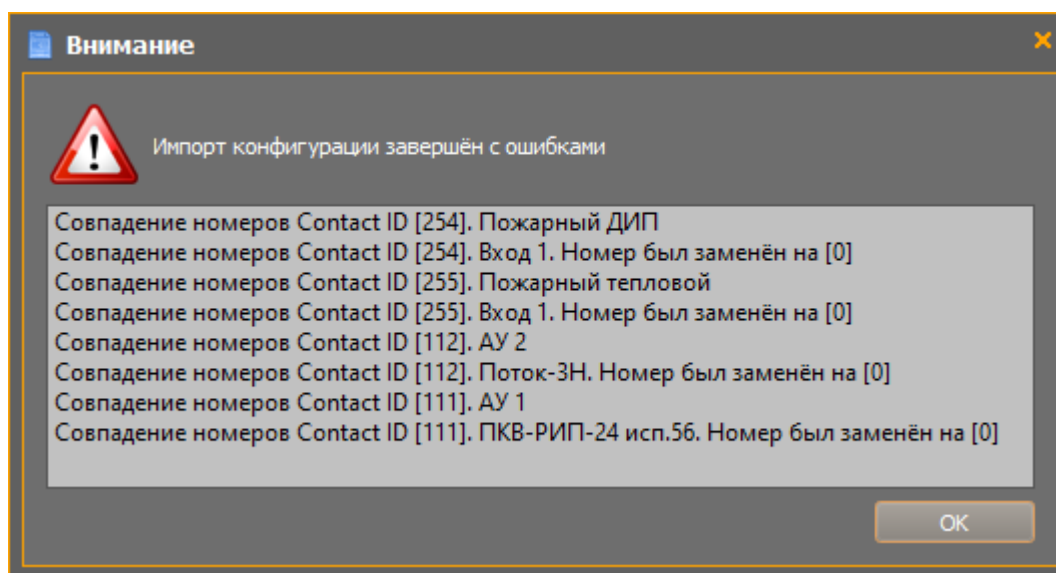 Внимание
Импорт конфигурации завершён с ошибками
Совпадение номеров Contact ID [254]. Пожарный ДИП
Совпадение номеров Contact ID [254]. Вход 1. Номер был заменён на [0]
Совпадение номеров Contact ID [255]. Пожарный тепловой
Совпадение номеров Contact ID [255]. Вход 1. Номер был заменён на [0]
Совпадение номеров Contact ID [112]. АУ 2
Совпадение номеров Contact ID [112]. Поток-3Н. Номер был заменён на [0]
Совпадение номеров Contact ID [111]. АУ 1
Совпадение номеров Contact ID [111]. ПКВ-РИП-24 исп.56. Номер был заменён на [0]
OK